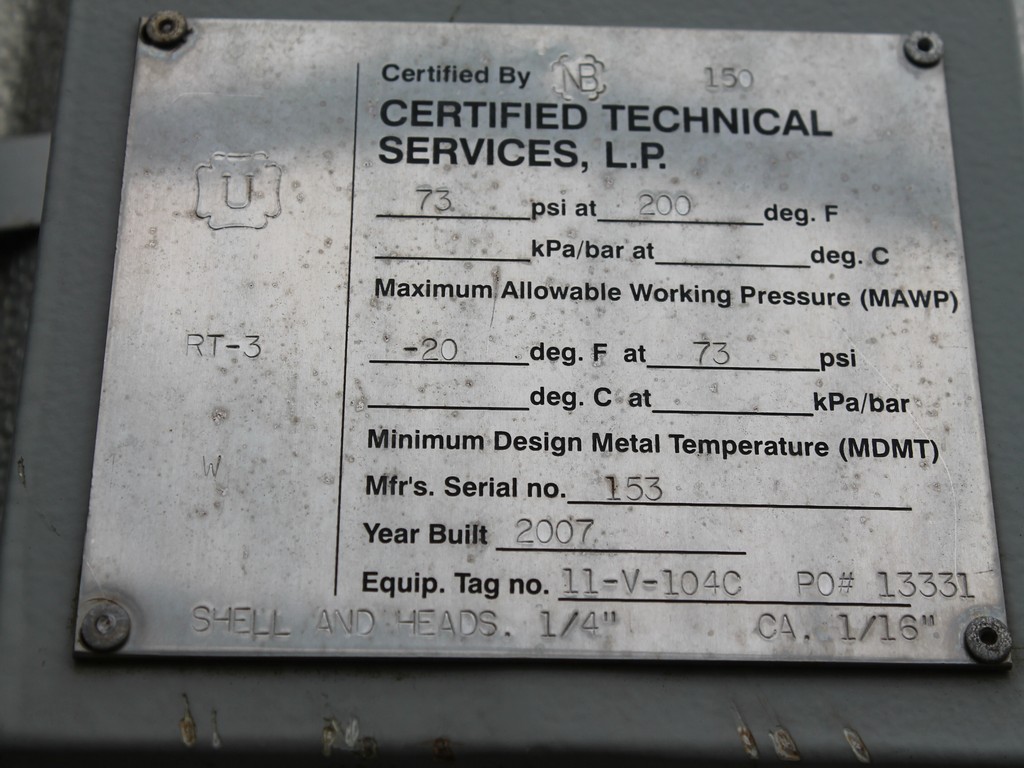 Certified By NB 150
CERTIFIED TECHNICAL
SERVICES, L.P.
U
73 psi at 200 deg. F
kPa/bar at deg. C
Maximum Allowable Working Pressure (MAWP)
RT-3
-20 deg. F at 73 psi
deg. C at kPa/bar
Minimum Design Metal Temperature (MDMT)
W
Mfr's. Serial no. 153
Year Built 2007
Equip. Tag no. 11-V-104C PO# 13331
SHELL AND HEADS. 1/4" CA. 1/16"